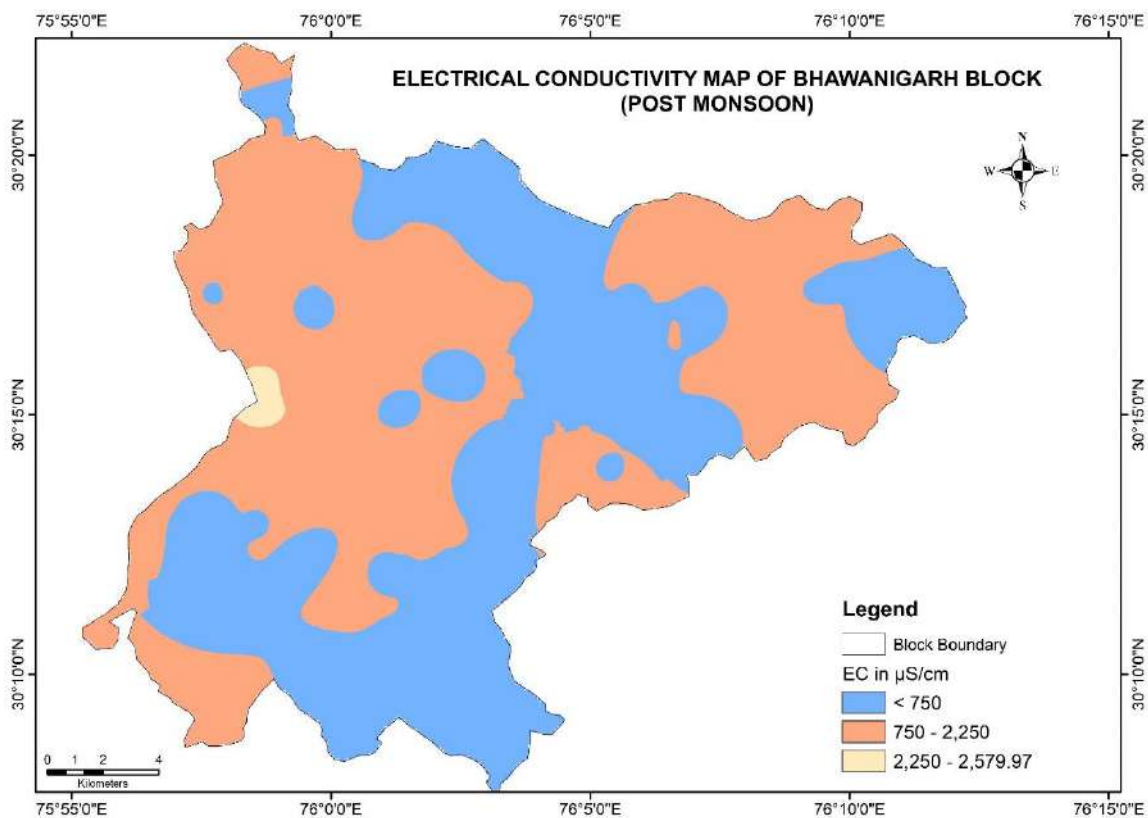 75°55'0"E 76°0'0"E 76°5'0"E 76°10'0"E 76°15'0"E
ELECTRICAL CONDUCTIVITY MAP OF BHAWANIGARH BLOCK
(POST MONSOON)
N
W E
S
30°20'0"N 30°20'0"N
30°15'0"N 30°15'0"N
Legend
Block Boundary
30°10'0"N 30°10'0"N
EC in µS/cm
< 750
750 - 2,250
2,250 - 2,579.97
0 1 2 4
Kilometers
75°55'0"E 76°0'0"E 76°5'0"E 76°10'0"E 76°15'0"E